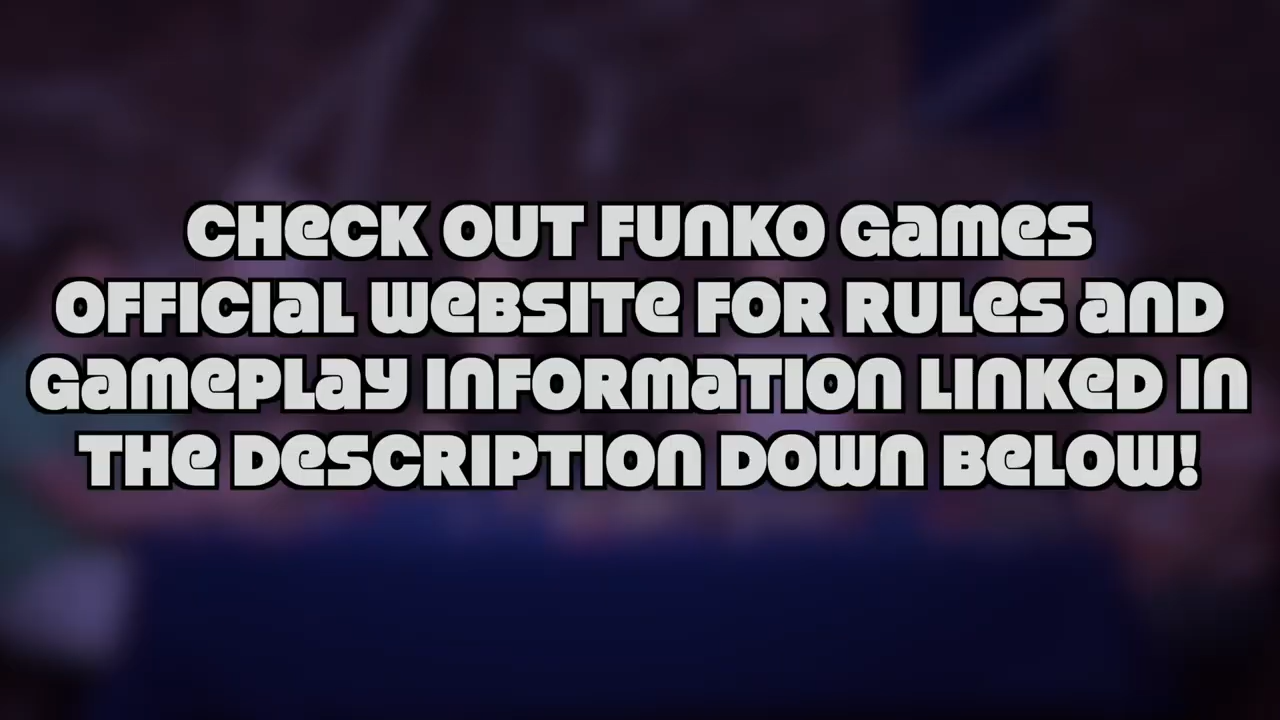 CHECK OUT FUNKO GAMES
OFFICIAL WEBSITE FOR RULES AND
GAMEPLAY INFORMATION LINKED IN
THE DESCRIPTION DOWN BELOW!